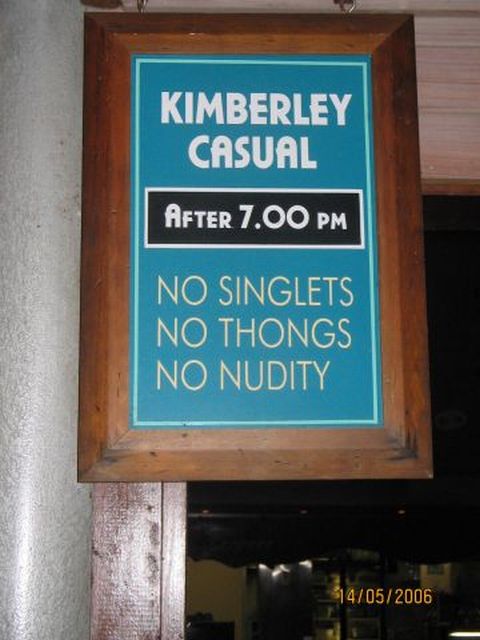 KIMBERLEY
CASUAL
AFTER 7.00 PM
NO SINGLETS
NO THONGS
NO NUDITY
14/05/2006